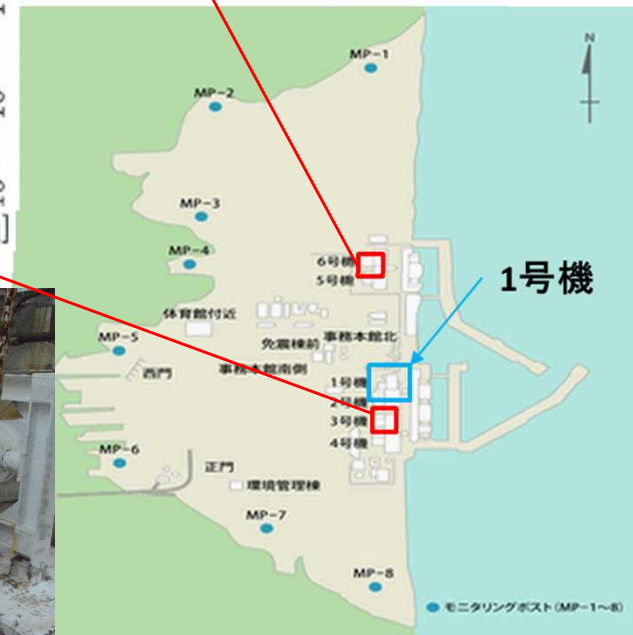 MP-1
N
MP-2
MP-3
MP-4
6号機
5号機
1号機
体育館付近
免震棟前
事務本館北
MP-5
西門
事務本館南側
1号機
2号機
3号機
4号機
MP-6
正門
環境管理棟
MP-7
MP-8
モニタリングポスト(MP-1~8)